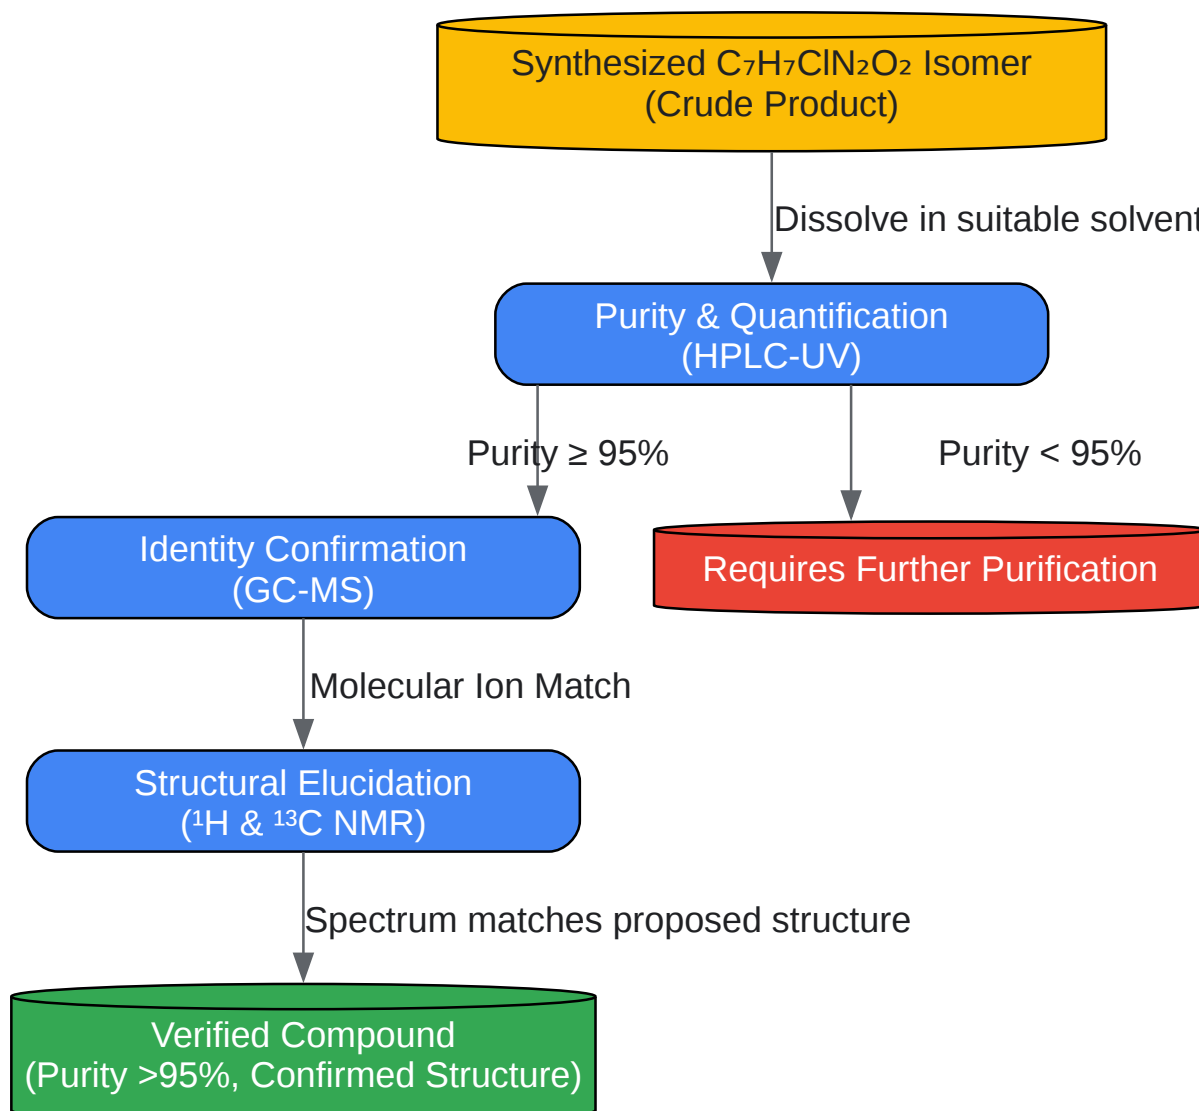 Synthesized C₇H₇ClN₂O₂ Isomer
(Crude Product)
Dissolve in suitable solvent
Purity & Quantification
(HPLC-UV)
Purity ≥ 95%
Purity < 95%
Identity Confirmation
(GC-MS)
Requires Further Purification
Molecular Ion Match
Structural Elucidation
(¹H & ¹³C NMR)
Spectrum matches proposed structure
Verified Compound
(Purity >95%, Confirmed Structure)